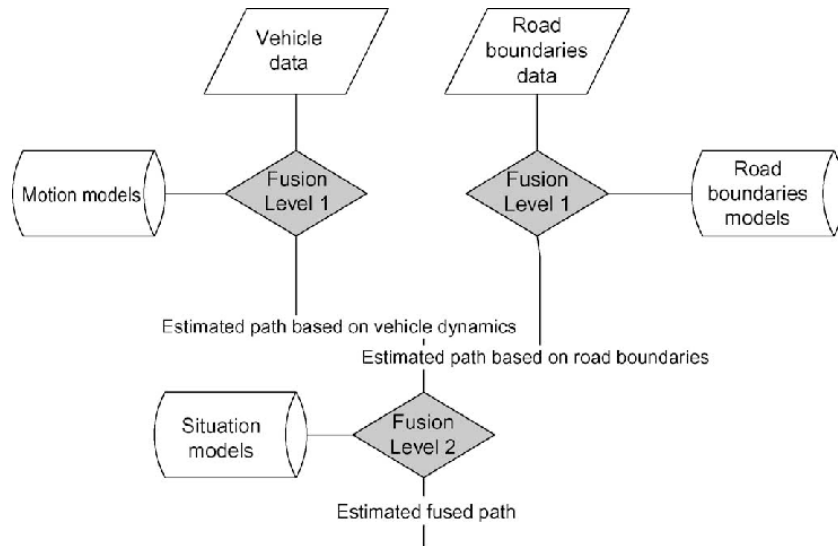 Vehicle
data
Road
boundaries
data
Motion models
Fusion
Level 1
Fusion
Level 1
Road
boundaries
models
Estimated path based on vehicle dynamics
Estimated path based on road boundaries
Situation
models
Fusion
Level 2
Estimated fused path